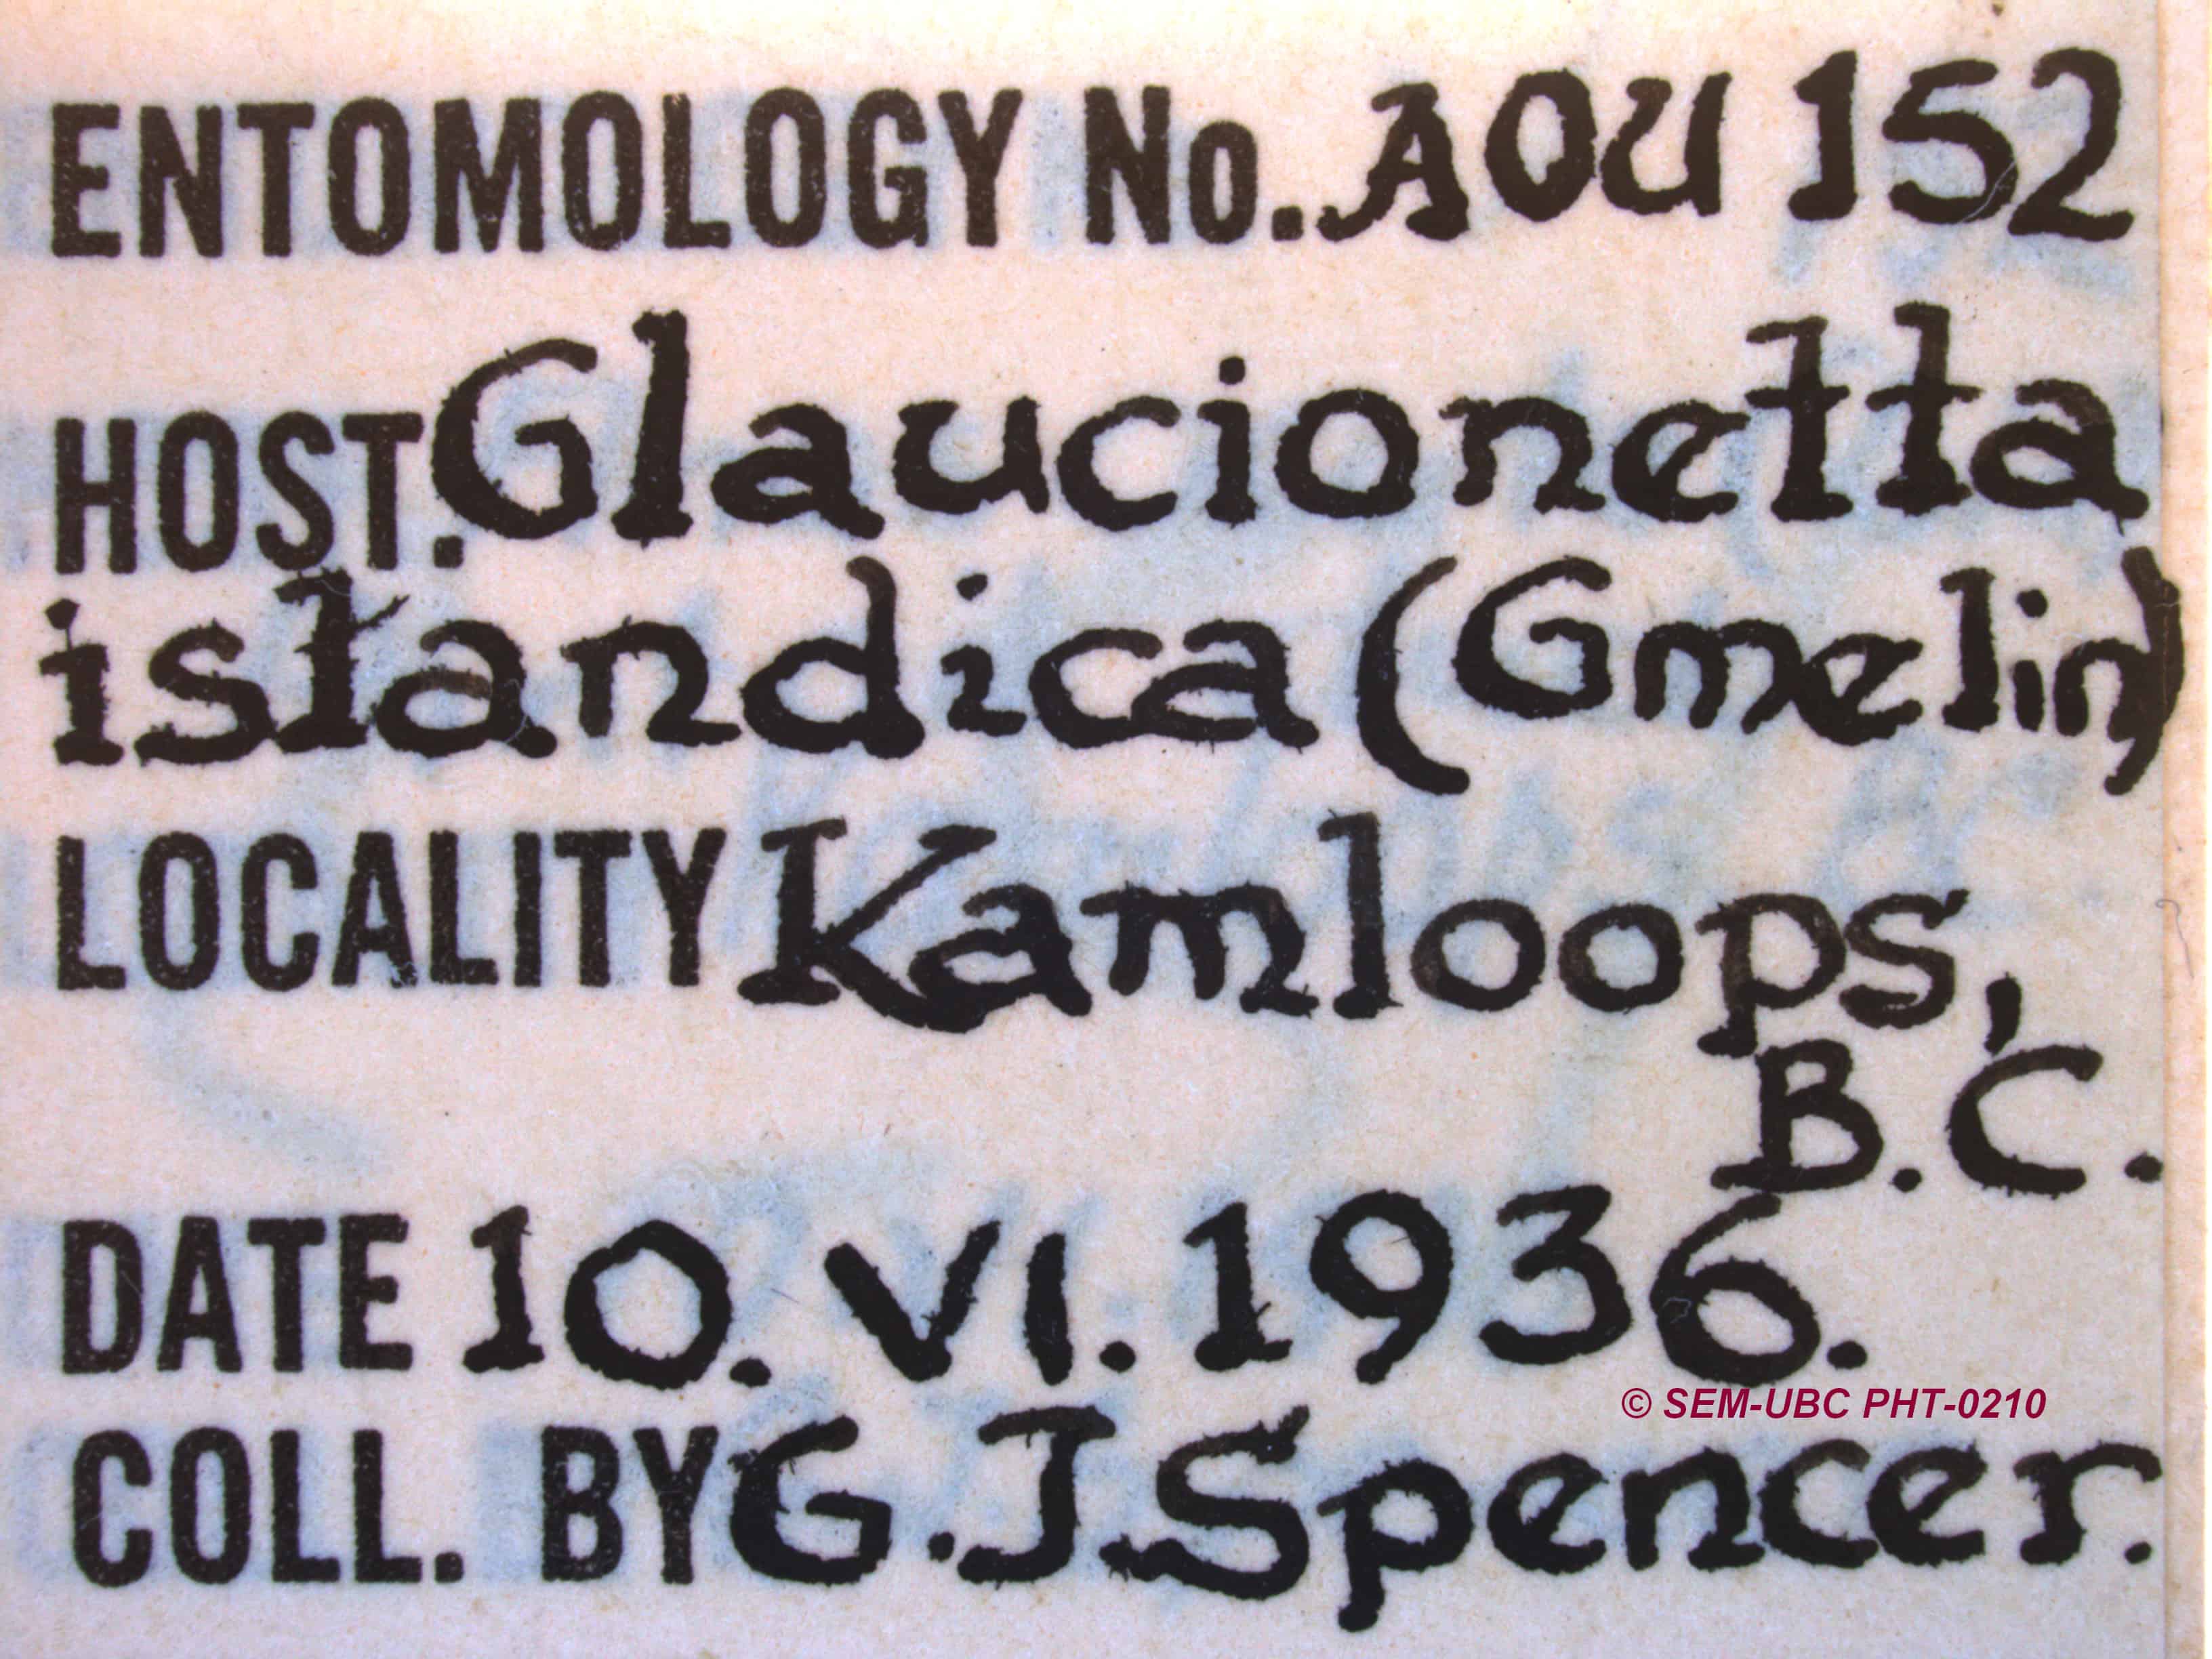 ENTOMOLOGY No. AOU 152
HOST. Glaucionetta
islandica (Gmelin)
LOCALITY Kamloops,
B.C.
DATE 10. VI. 1936.
© SEM-UBC PHT-0210
COLL. BY G.J.Spencer.